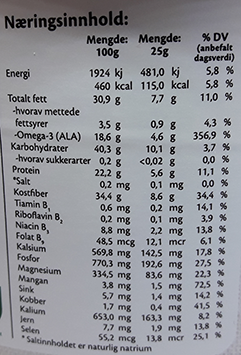 Næringsinnhold:
Mengde: 100g Mengde: 25g % DV (anbefalt dagsverdi)
Energi 1924 kj 481,0 kj 5,8 %
460 kcal 115,0 kcal 5,8 %
Totalt fett 30,9 g 7,7 g 11,0 %
-hvorav mettede
fettsyrer 3,5 g 0,9 g 4,3 %
-Omega-3 (ALA) 18,6 g 4,6 g 356,9 %
Karbohydrater 40,3 g 10,1 g 3,7 %
-hvorav sukkerarter 0,2 g <0,02 g 0,0 %
Protein 22,2 g 5,6 g 11,1 %
*Salt 0,2 mg 0,1 mg 0,0 %
Kostfiber 34,4 g 8,6 g 34,4 %
Tiamin B₁ 0,6 mg 0,2 mg 14,1 %
Riboflavin B₂ 0,2 mg 0,1 mg 3,9 %
Niacin B₃ 8,8 mg 2,2 mg 13,8 %
Folat B₉ 48,5 mcg 12,1 mcr 6,1 %
Kalsium 569,8 mg 142,5 mg 17,8 %
Fosfor 770,3 mg 192,6 mg 27,5 %
Magnesium 334,5 mg 83,6 mg 22,3 %
Mangan 3,8 mg 1,5 mg 72,5 %
Sink 5,7 mg 1,4 mg 14,2 %
Kobber 1,7 mg 0,4 mg 41,5 %
Kalium 653,0 mg 163,3 mg 8,2 %
Jern 7,7 mg 1,9 mg 13,8 %
Selen 55,2 mcg 13,8 mcr 25,1 %
* Saltinnholdet er naturlig natrium